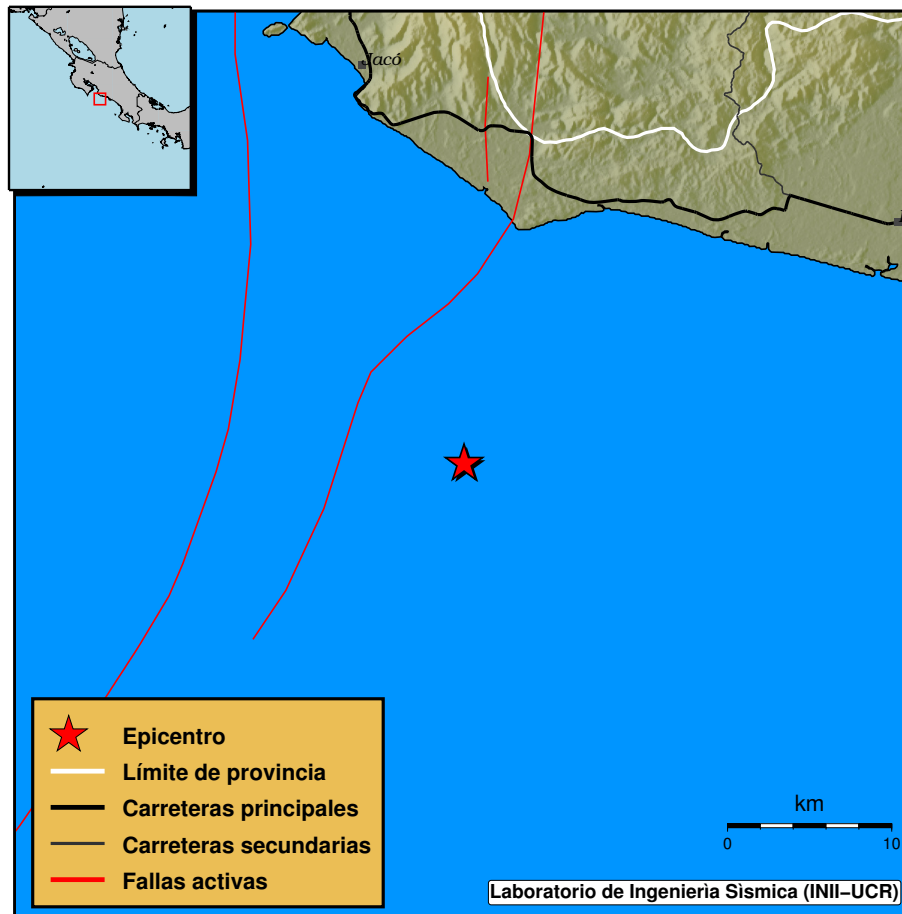 Jacó
Epicentro
Límite de provincia
Carreteras principales
Carreteras secundarias
Fallas activas
km
0 10
Laboratorio de Ingenierìa Sìsmica (INII–UCR)